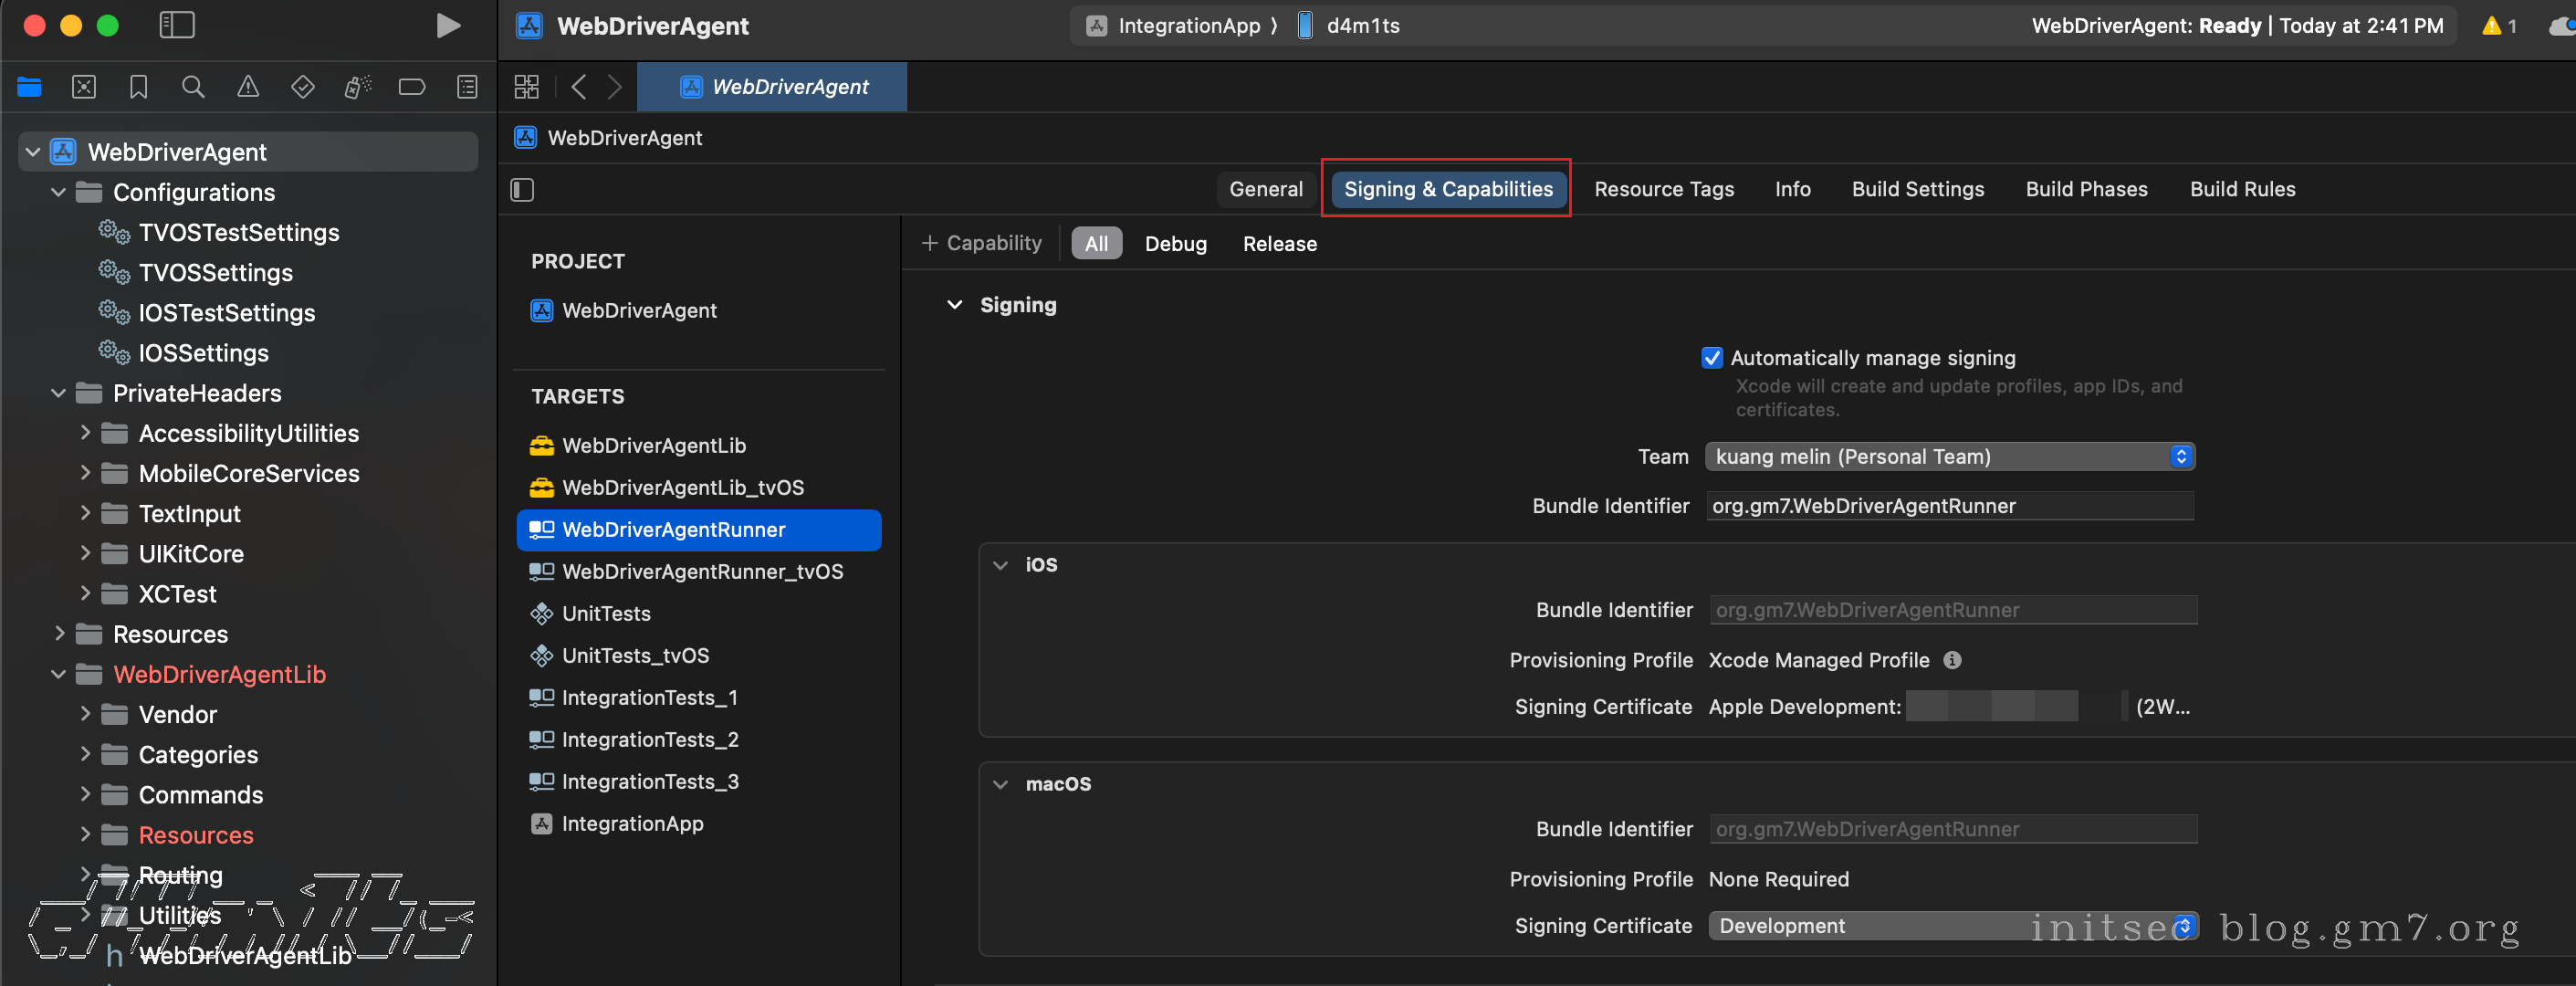 WebDriverAgent
IntegrationApp 〉 d4m1ts
WebDriverAgent: Ready | Today at 2:41 PM
1
WebDriverAgent
WebDriverAgent
Configurations
TVOSTestSettings
TVOSSettings
IOSTestSettings
IOSSettings
PrivateHeaders
AccessibilityUtilities
MobileCoreServices
TextInput
UIKitCore
XCTest
Resources
WebDriverAgentLib
Vendor
Categories
Commands
Resources
Routing
Utilities
h WebDriverAgentLib
WebDriverAgent
General Signing & Capabilities Resource Tags Info Build Settings Build Phases Build Rules
PROJECT
WebDriverAgent
TARGETS
WebDriverAgentLib
WebDriverAgentLib_tvOS
WebDriverAgentRunner
WebDriverAgentRunner_tvOS
UnitTests
UnitTests_tvOS
IntegrationTests_1
IntegrationTests_2
IntegrationTests_3
IntegrationApp
+ Capability All Debug Release
Signing
Automatically manage signing
Xcode will create and update profiles, app IDs, and
certificates.
Team kuang melin (Personal Team)
Bundle Identifier org.gm7.WebDriverAgentRunner
iOS
Bundle Identifier org.gm7.WebDriverAgentRunner
Provisioning Profile Xcode Managed Profile
Signing Certificate Apple Development: (2W...
macOS
Bundle Identifier org.gm7.WebDriverAgentRunner
Provisioning Profile None Required
Signing Certificate Development
initsec blog.gm7.org